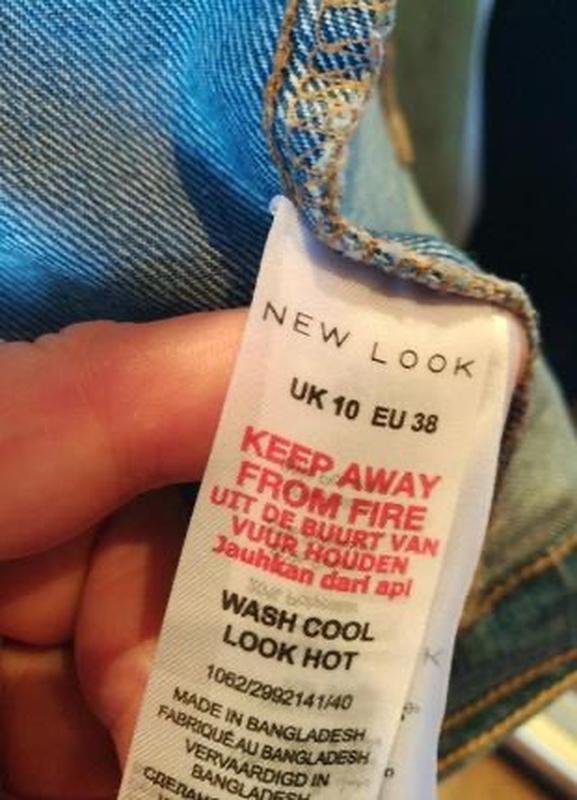 NEW LOOK
UK 10 EU 38
KEEP AWAY
FROM FIRE
UIT DE BUURT VAN
VUUR HOUDEN
Jauhkan dari api
WASH COOL
LOOK HOT
1062/2992141/40
MADE IN BANGLADESH
FABRIQUÉ AU BANGLADESH
VERVAARDIGD IN
BANGLADESH
K